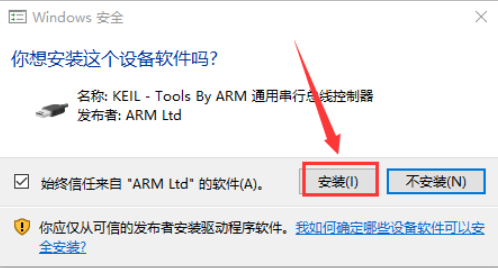 Windows 安全
你想安装这个设备软件吗?
名称: KEIL - Tools By ARM 通用串行总线控制器
发布者: ARM Ltd
始终信任来自 "ARM Ltd" 的软件(A)。
安装(I)
不安装(N)
你应仅从可信的发布者安装驱动程序软件。我如何确定哪些设备软件可以安
全安装?